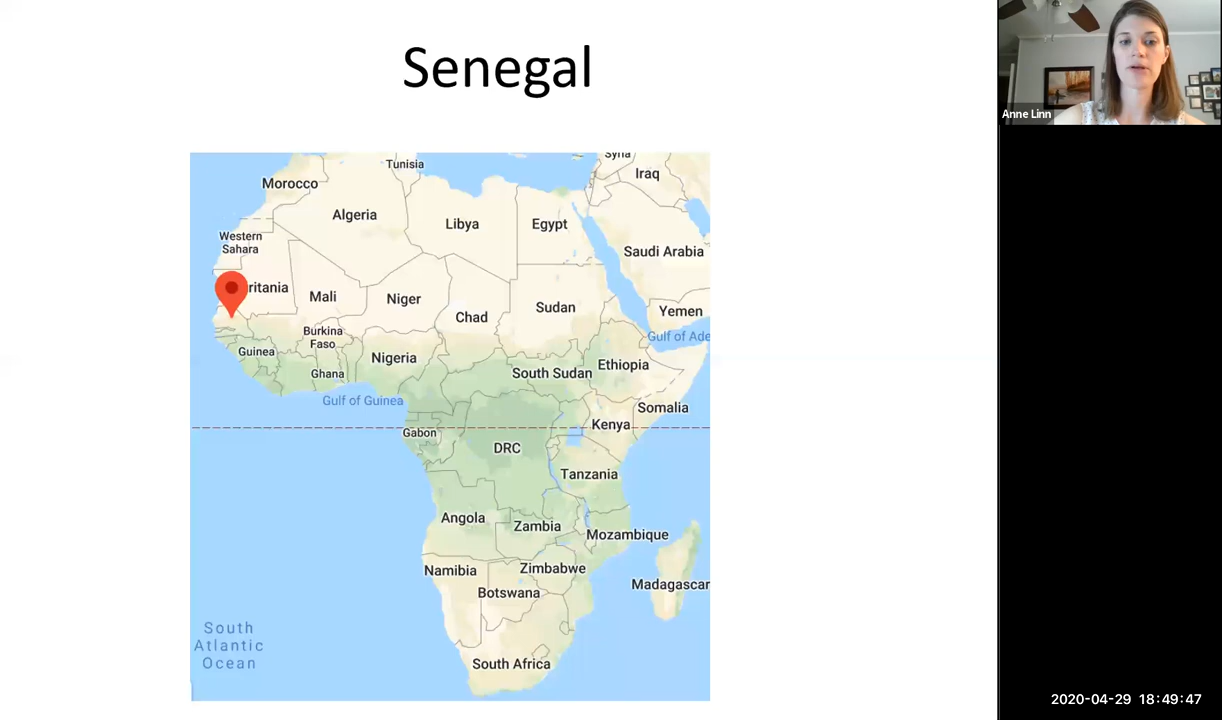 Senegal
Anne Linn
Tunisia
Syria
Iraq
Morocco
Algeria
Libya
Egypt
Western
Sahara
Saudi Arabia
ritania
Mali
Niger
Chad
Sudan
Yemen
Burkina
Faso
Gulf of Ade
Guinea
Nigeria
Ghana
South Sudan
Ethiopia
Gulf of Guinea
Somalia
Gabon
Kenya
DRC
Tanzania
Angola
Zambia
Mozambique
Namibia
Zimbabwe
Botswana
Madagascar
South
Atlantic
Ocean
South Africa
2020-04-29 18:49:47